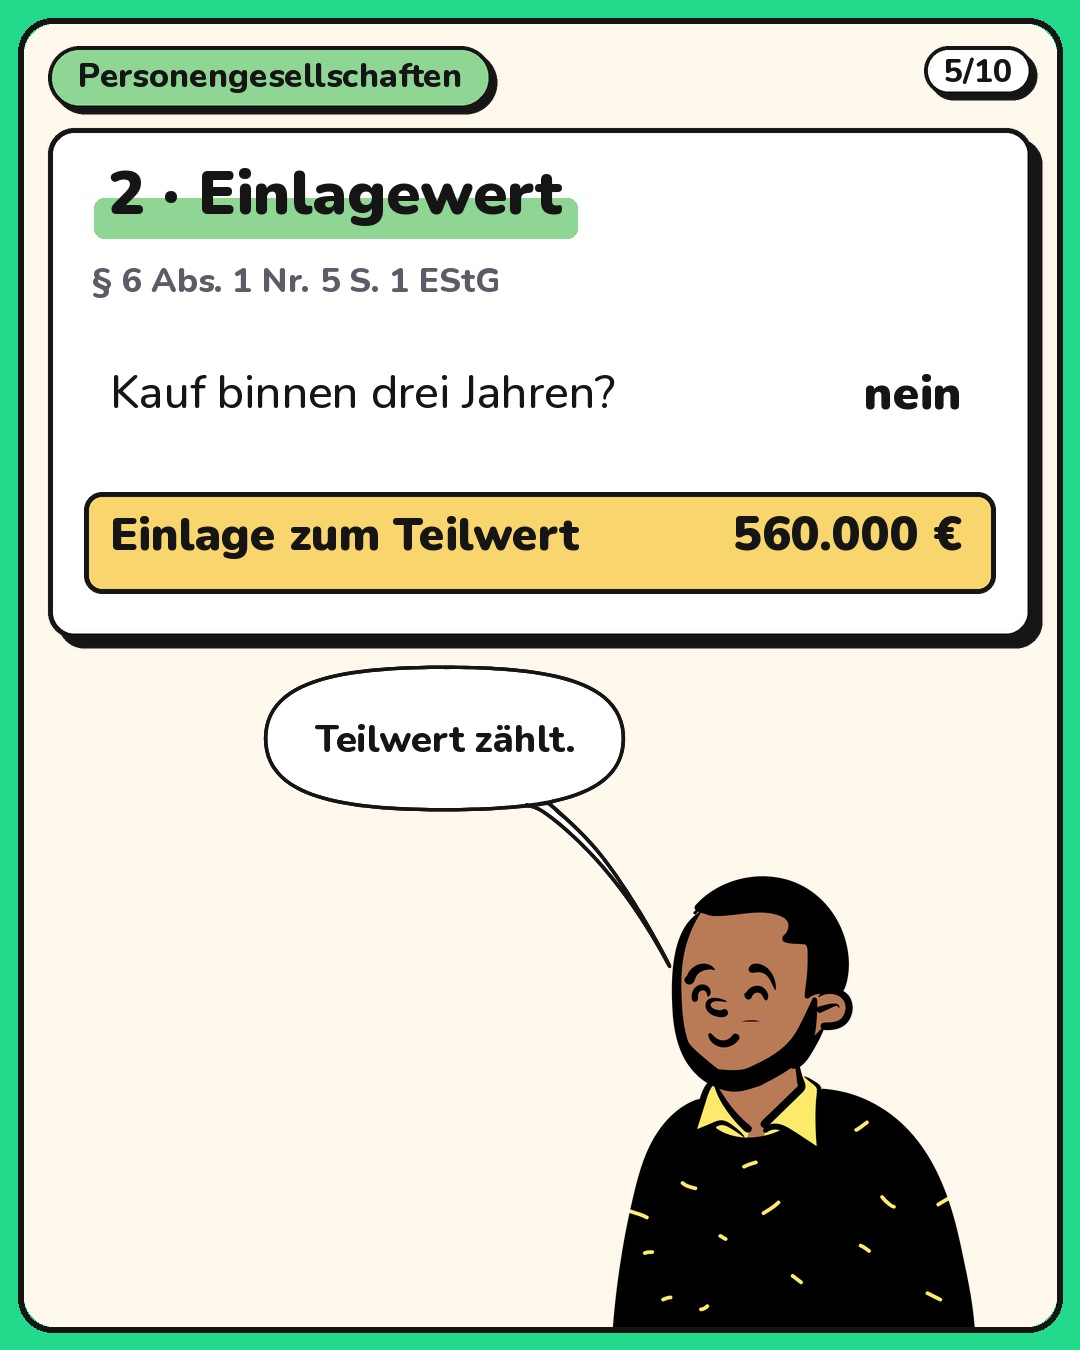 Personengesellschaften
5/10
2 · Einlagewert
§ 6 Abs. 1 Nr. 5 S. 1 EStG
Kauf binnen drei Jahren? nein
Einlage zum Teilwert 560.000 €
Teilwert zählt.